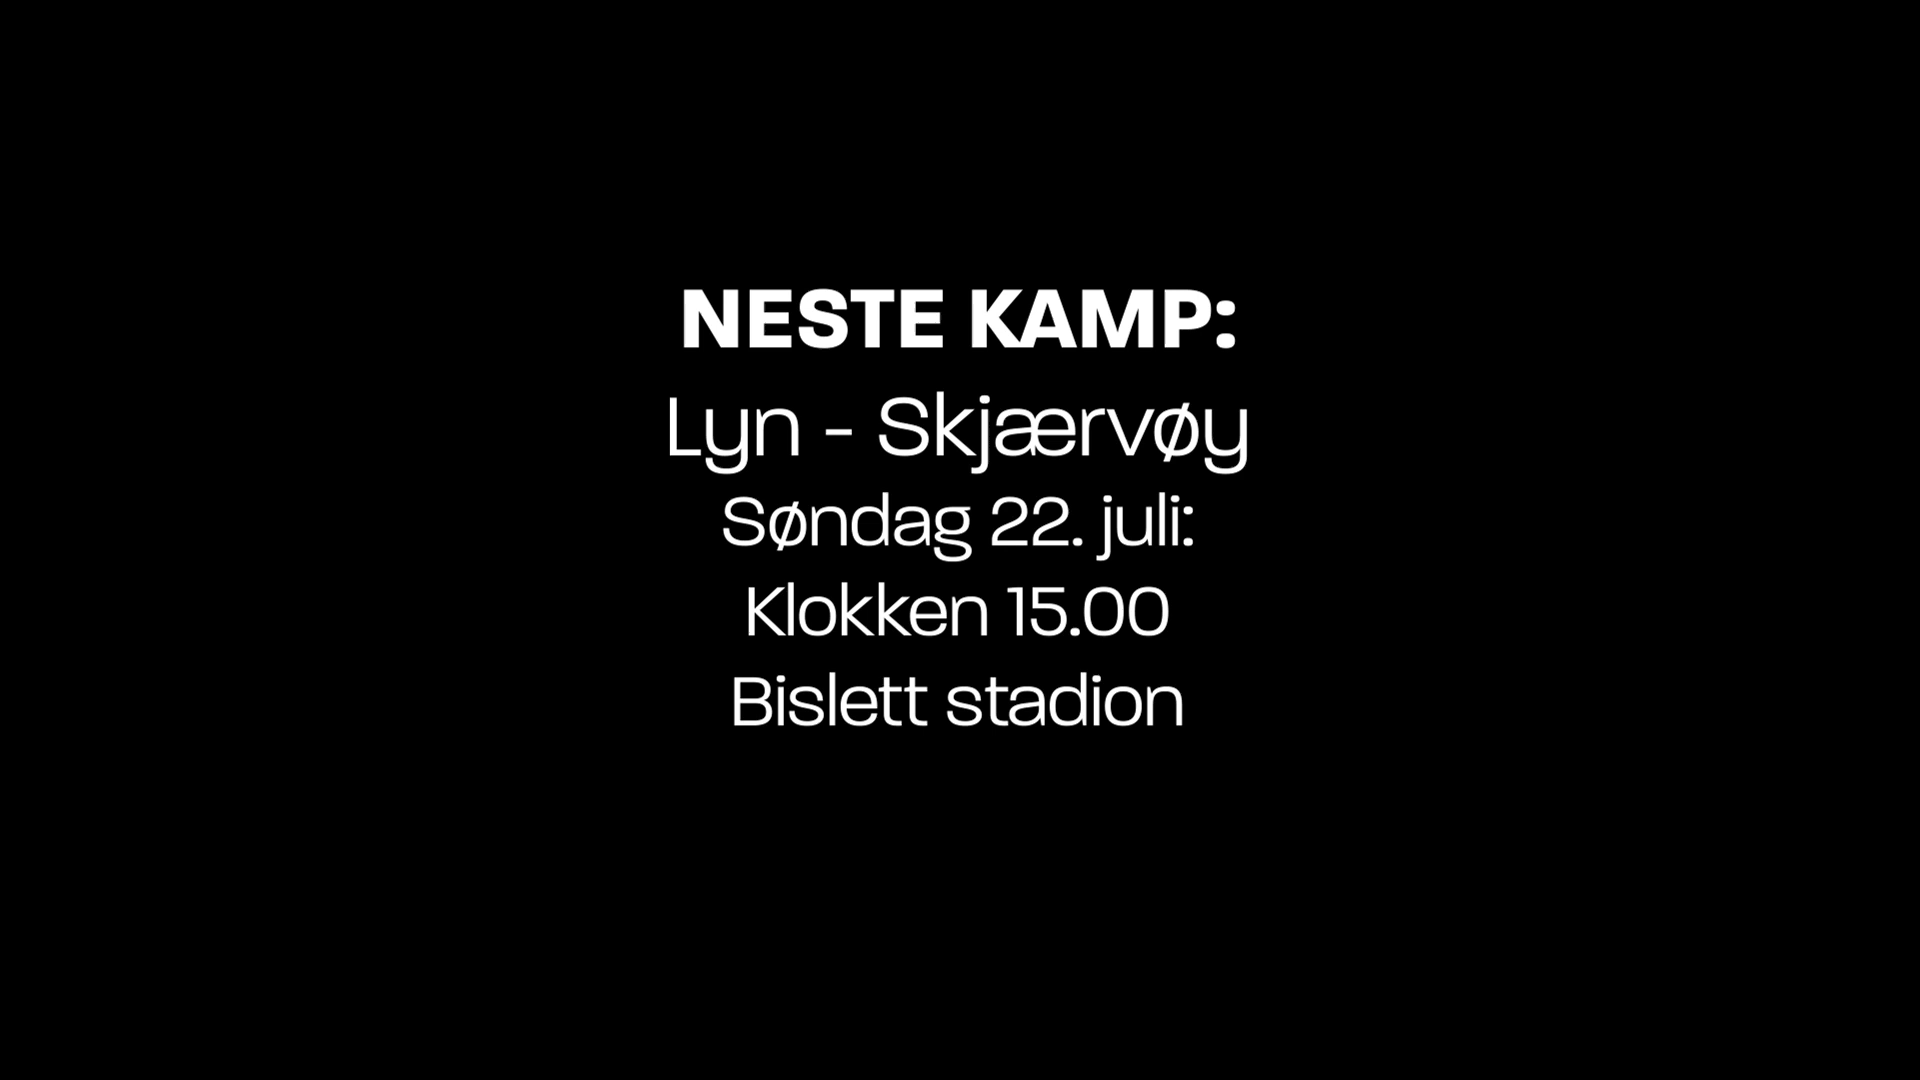 NESTE KAMP:
Lyn - Skjærvøy
Søndag 22. juli:
Klokken 15.00
Bislett stadion